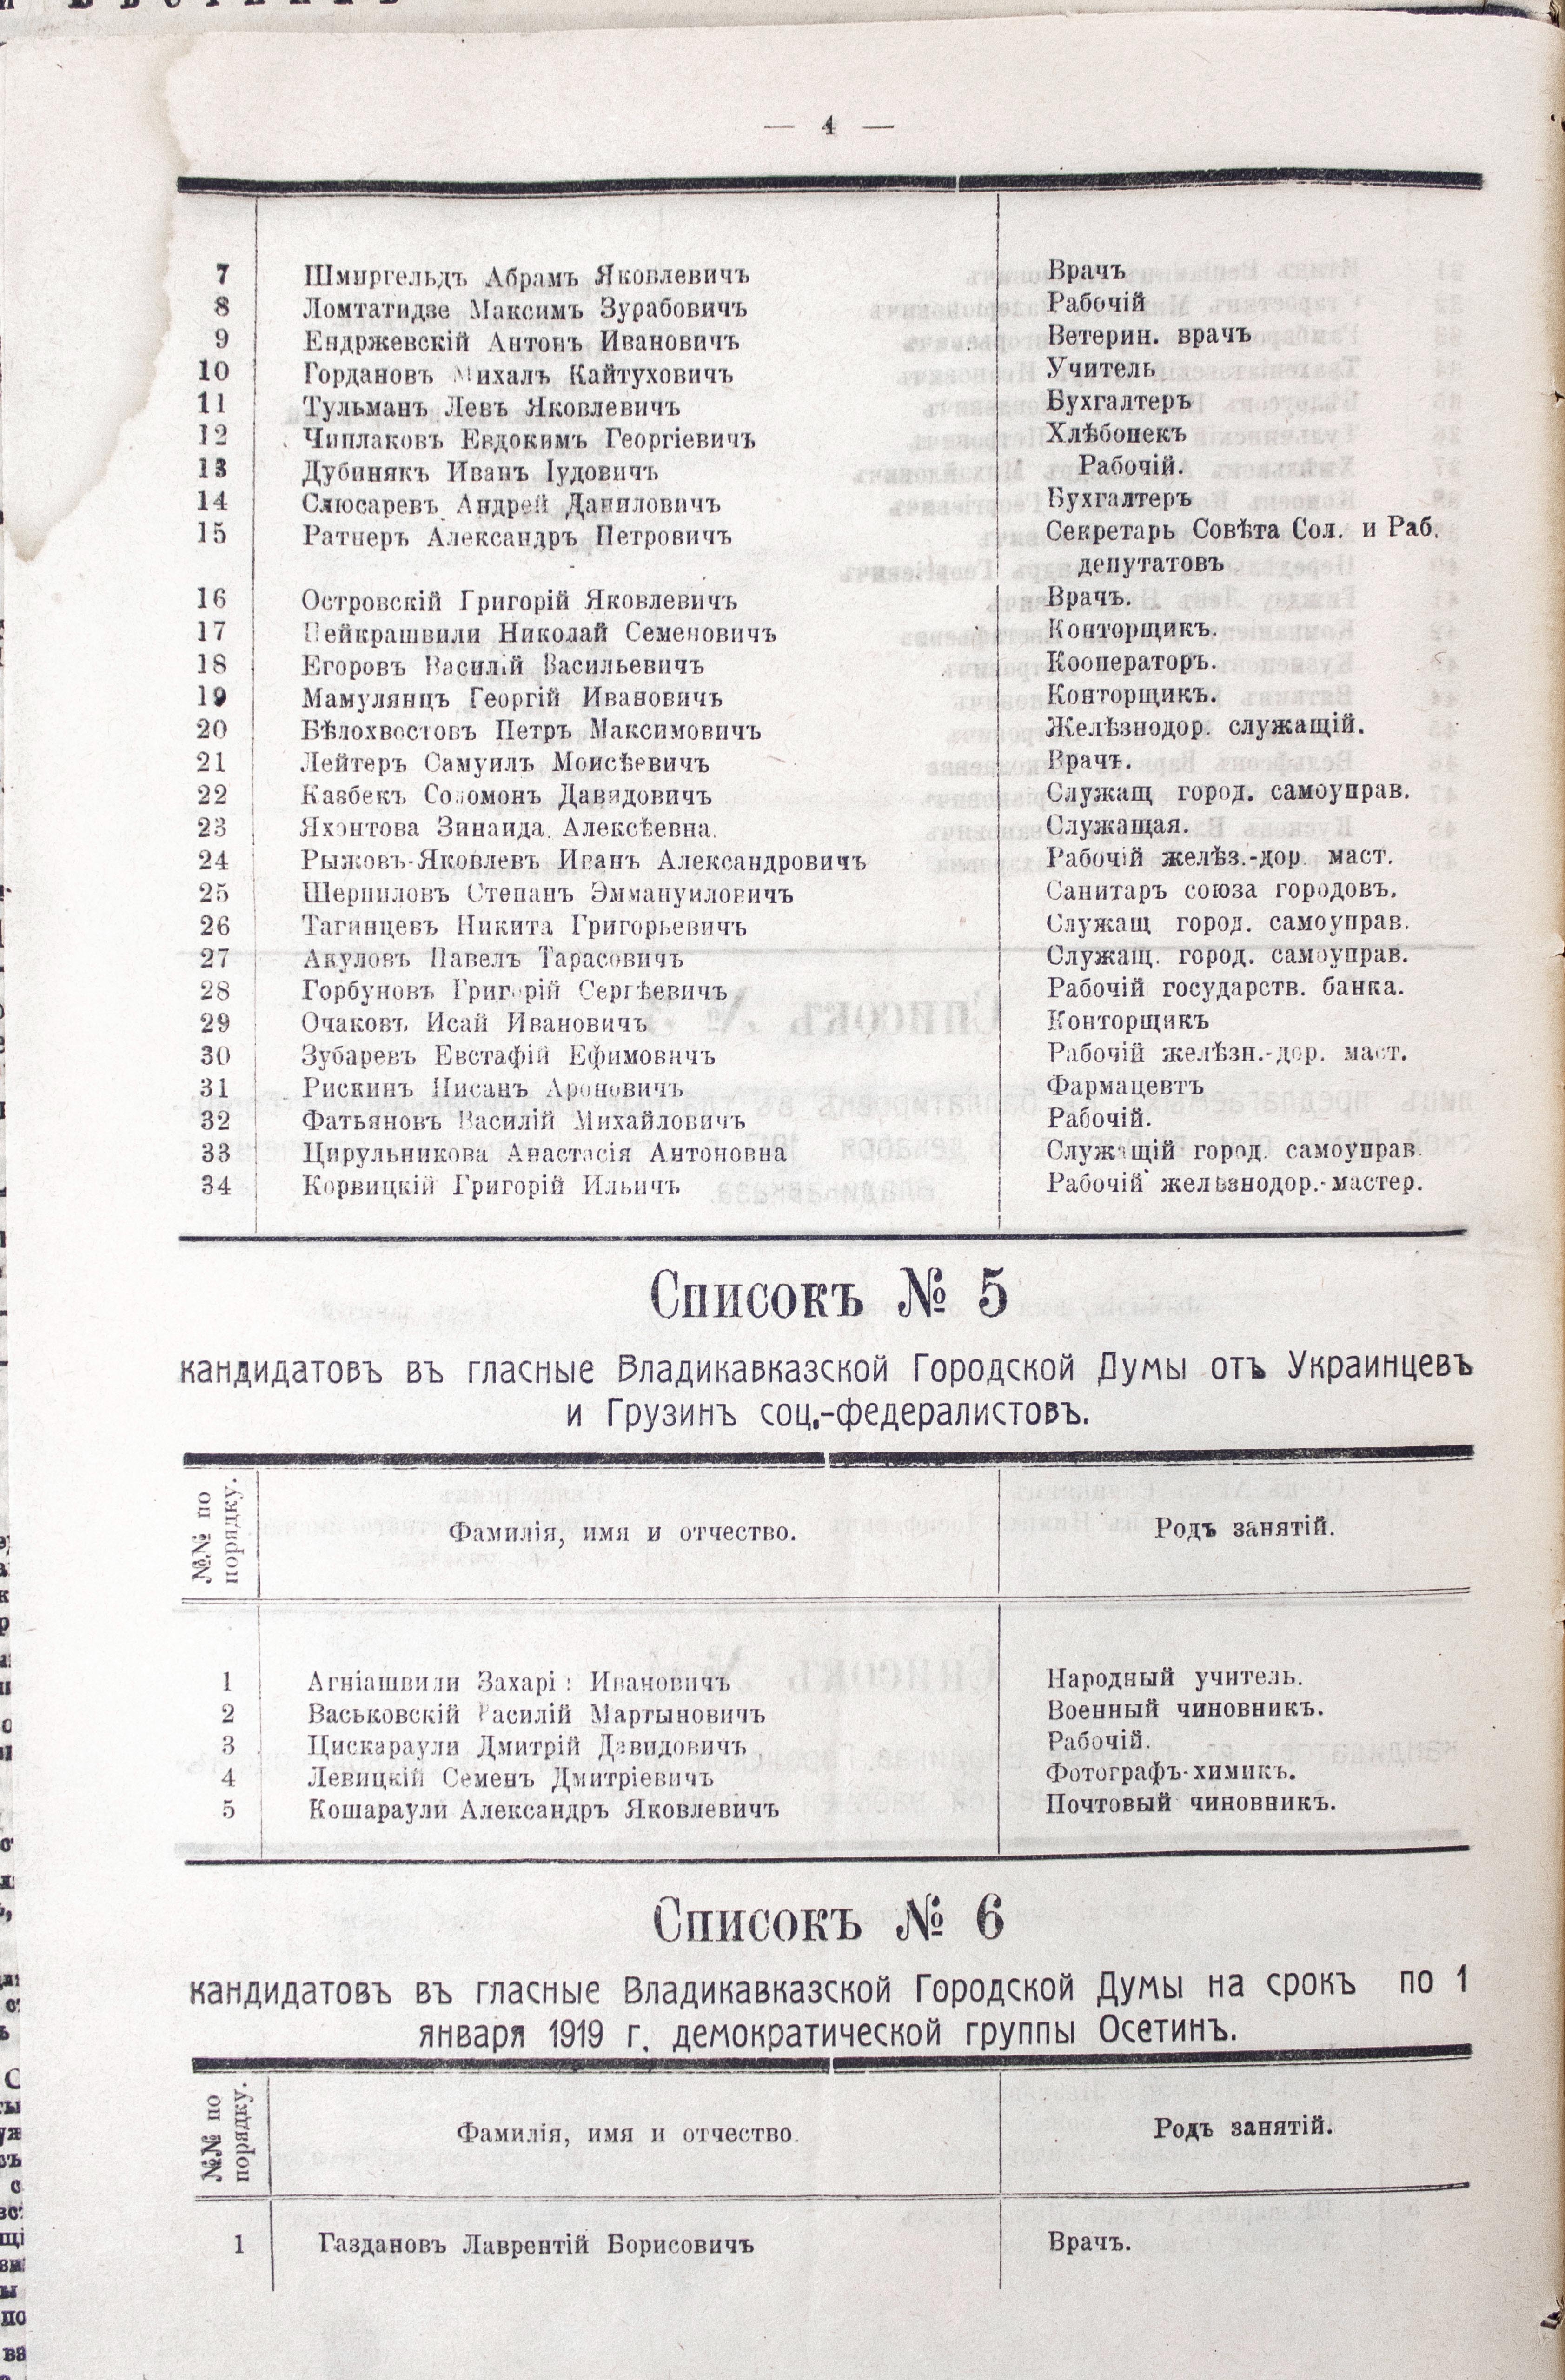 — 4 —
7 Шмиргельдъ Абрамъ Яковлевичъ Врачъ
8 Ломтатидзе Максимъ Зурабовичъ Рабочій
9 Ендржевскій Антонъ Ивановичъ Ветерин. врачъ
10 Гордановъ Михалъ Кайтуховичъ Учитель
11 Тульманъ Левъ Яковлевичъ Бухгалтеръ
12 Чиплаковъ Евдокимъ Георгіевичъ Хлѣбопекъ
13 Дубинякъ Иванъ Іудовичъ Рабочій.
14 Слюсаревъ Андрей Даниловичъ Бухгалтеръ
15 Ратнеръ Александръ Петровичъ Секретарь Совѣта Сол. и Раб.
депутатовъ
16 Островскій Григорій Яковлевичъ Врачъ.
17 Пейкрашвили Николай Семеновичъ Конторщикъ.
18 Егоровъ Василій Васильевичъ Кооператоръ.
19 Мамулянцъ Георгій Ивановичъ Конторщикъ.
20 Бѣлохвостовъ Петръ Максимовичъ Желѣзнодор. служащій.
21 Лейтеръ Самуилъ Моисѣевичъ Врачъ.
22 Казбекъ Соломонъ Давидовичъ Служащ город. самоуправ.
23 Яхонтова Зинаида Алексѣевна. Служащая.
24 Рыжовъ-Яковлевъ Иванъ Александровичъ Рабочій желѣз.-дор. маст.
25 Шерпиловъ Степанъ Эммануиловичъ Санитаръ союза городовъ.
26 Тагинцевъ Никита Григорьевичъ Служащ город. самоуправ.
27 Акуловъ Павелъ Тарасовичъ Служащ. город. самоуправ.
28 Горбуновъ Григорій Сергѣевичъ Рабочій государств. банка.
29 Очаковъ Исай Ивановичъ Конторщикъ
30 Зубаревъ Евстафій Ефимовичъ Рабочій желѣзн.-дор. маст.
31 Рискинъ Нисанъ Ароновичъ Фармацевтъ
32 Фатьяновъ Василій Михайловичъ Рабочій.
33 Цирульникова Анастасія Антоновна Служащій город. самоуправ.
34 Корвицкій Григорій Ильичъ Рабочій желѣзнодор.-мастер.
Списокъ № 5
кандидатовъ въ гласные Владикавказской Городской Думы отъ Украинцевъ
и Грузинъ соц.-федералистовъ.
№№ по порядку. Фамилія, имя и отчество. Родъ занятій.
1 Агніашвили Захарій Ивановичъ Народный учитель.
2 Васьковскій Василій Мартыновичъ Военный чиновникъ.
3 Цискараули Дмитрій Давидовичъ Рабочій.
4 Левицкій Семенъ Дмитріевичъ Фотографъ-химикъ.
5 Кошараули Александръ Яковлевичъ Почтовый чиновникъ.
Списокъ № 6
кандидатовъ въ гласные Владикавказской Городской Думы на срокъ по 1
января 1919 г. демократической группы Осетинъ.
№№ по порядку. Фамилія, имя и отчество. Родъ занятій.
1 Газдановъ Лаврентій Борисовичъ Врачъ.